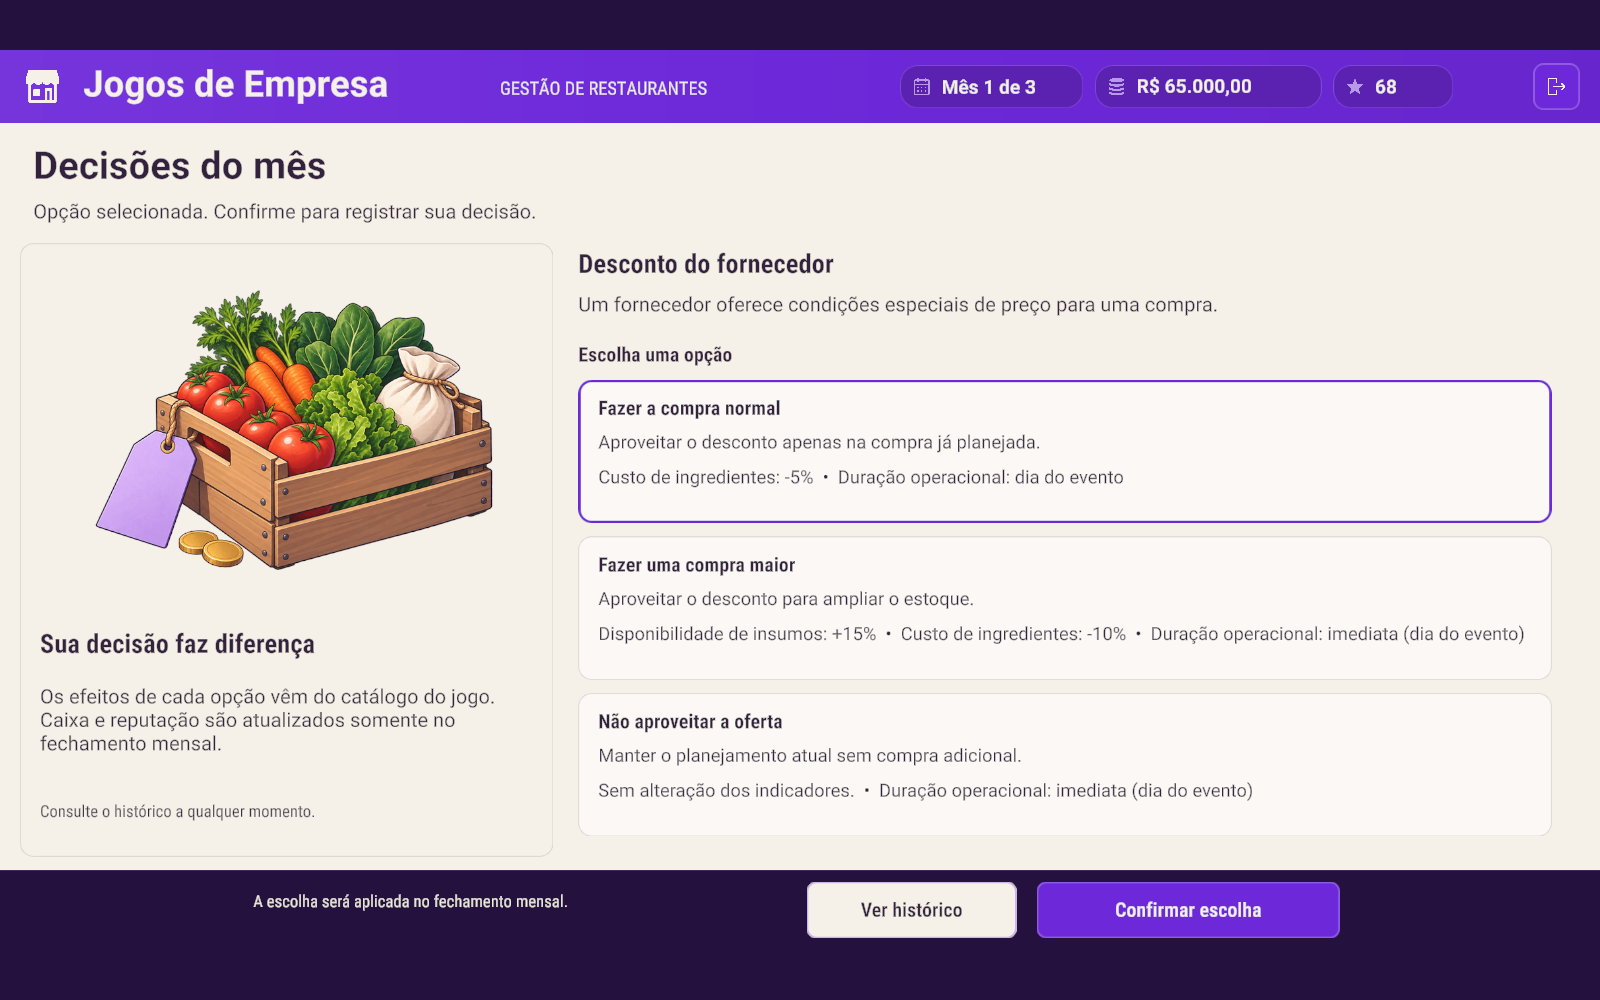 Jogos de Empresa
GESTÃO DE RESTAURANTES
Mês 1 de 3
R$ 65.000,00
68
Decisões do mês
Opção selecionada. Confirme para registrar sua decisão.
Sua decisão faz diferença
Os efeitos de cada opção vêm do catálogo do jogo.
Caixa e reputação são atualizados somente no
fechamento mensal.
Consulte o histórico a qualquer momento.
Desconto do fornecedor
Um fornecedor oferece condições especiais de preço para uma compra.
Escolha uma opção
Fazer a compra normal
Aproveitar o desconto apenas na compra já planejada.
Custo de ingredientes: -5% • Duração operacional: dia do evento
Fazer uma compra maior
Aproveitar o desconto para ampliar o estoque.
Disponibilidade de insumos: +15% • Custo de ingredientes: -10% • Duração operacional: imediata (dia do evento)
Não aproveitar a oferta
Manter o planejamento atual sem compra adicional.
Sem alteração dos indicadores. • Duração operacional: imediata (dia do evento)
A escolha será aplicada no fechamento mensal.
Ver histórico
Confirmar escolha